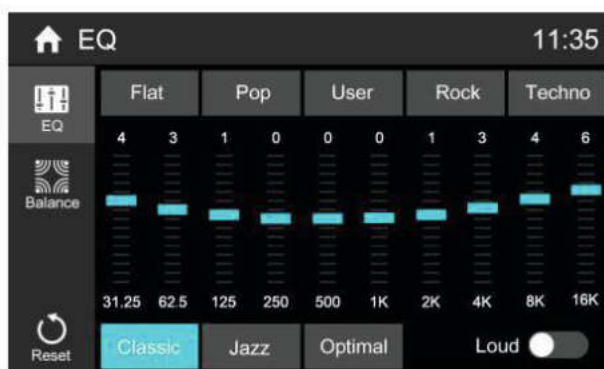 EQ 11:35
EQ
Flat Pop User Rock Techno
4 3 1 0 0 0 1 3 4 6
Balance
31.25 62.5 125 250 500 1K 2K 4K 8K 16K
Reset
Classic Jazz Optimal Loud